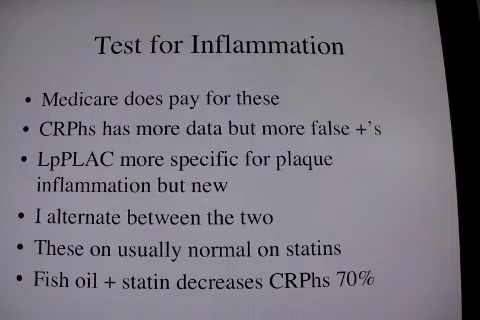 Test for Inflammation
• Medicare does pay for these
• CRPhs has more data but more false +'s
• LpPLAC more specific for plaque
inflammation but new
• I alternate between the two
• These on usually normal on statins
• Fish oil + statin decreases CRPhs 70%